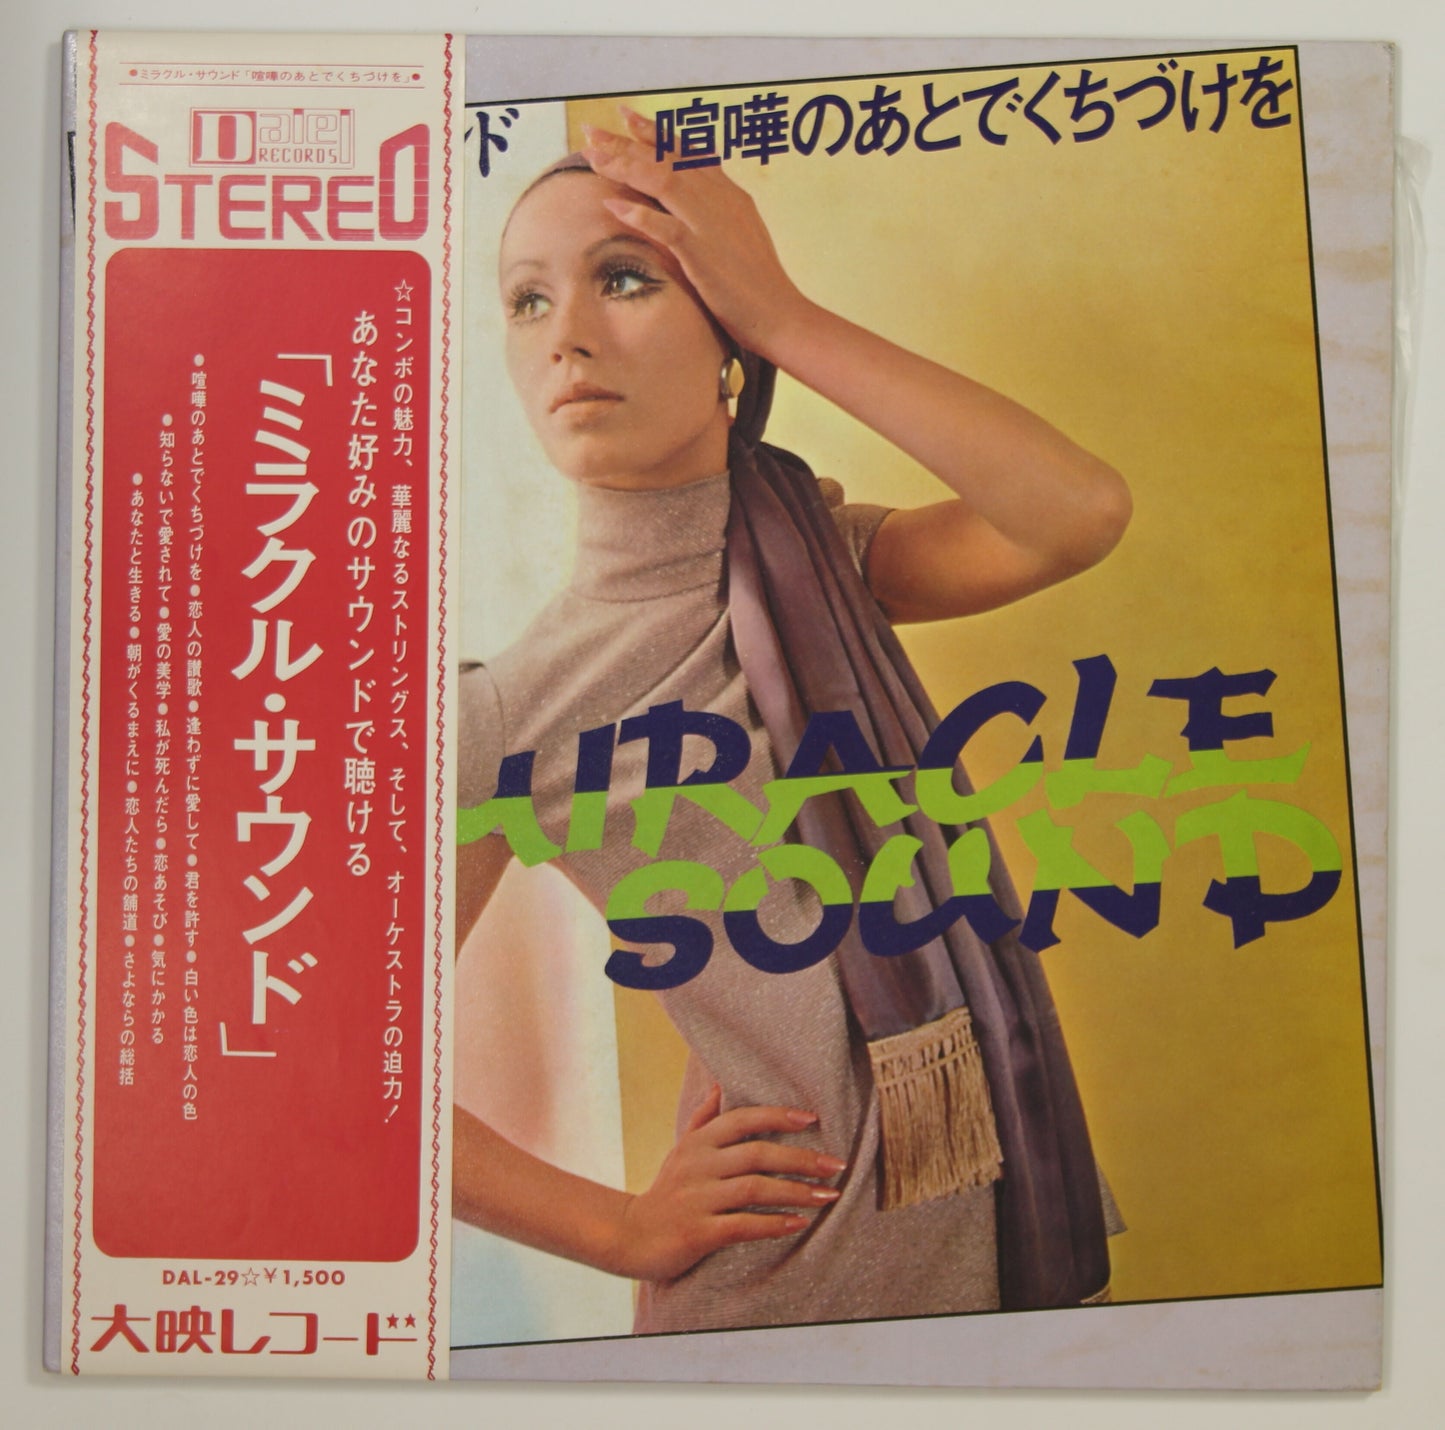 ●ミラクル・サウンド「喧嘩のあとでくちづけを」●
Daiei
RECORDS
STEREO
☆コンボの魅力、華麗なるストリングス、そして、オーケストラの迫力!
あなた好みのサウンドで聴ける
「ミラクル・サウンド」
●喧嘩のあとでくちづけを●恋人の讃歌●逢わずに愛して●君を許す●白い色は恋人の色
●知らないで愛されて●愛の美学●私が死んだら●恋あそび●気にかかる
●あなたと生きる●朝がくるまえに●恋人たちの舗道●さよならの総括
DAL-29☆¥1,500
大映レコード
ド 喧嘩のあとでくちづけを
MIRACLE
SOUND